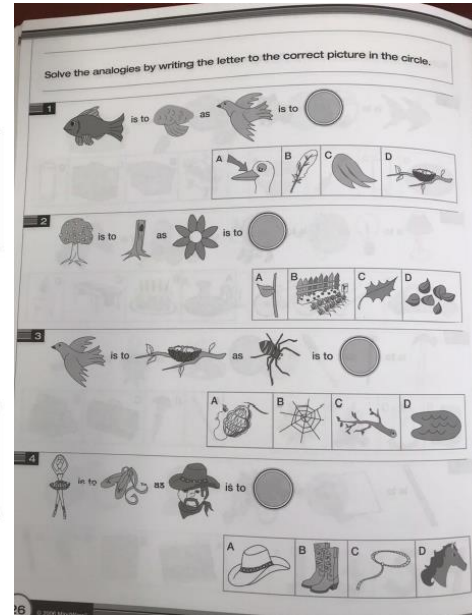 Solve the analogies by writing the letter to the correct picture in the circle.
1
is to as is to
A B C D
2
is to as is to
A B C D
3
is to as is to
A B C D
4
is to as is to
A B C D
26